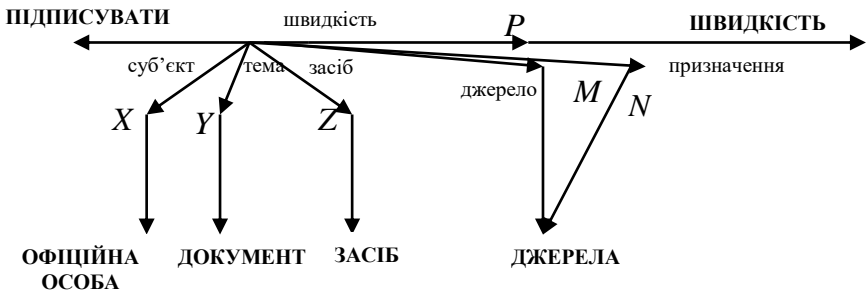 ПІДПИСУВАТИ швидкість P ШВИДКІСТЬ
суб’єкт тема засіб джерело M призначення
X Y Z N
ОФІЦІЙНА ОСОБА
ДОКУМЕНТ
ЗАСІБ
ДЖЕРЕЛА